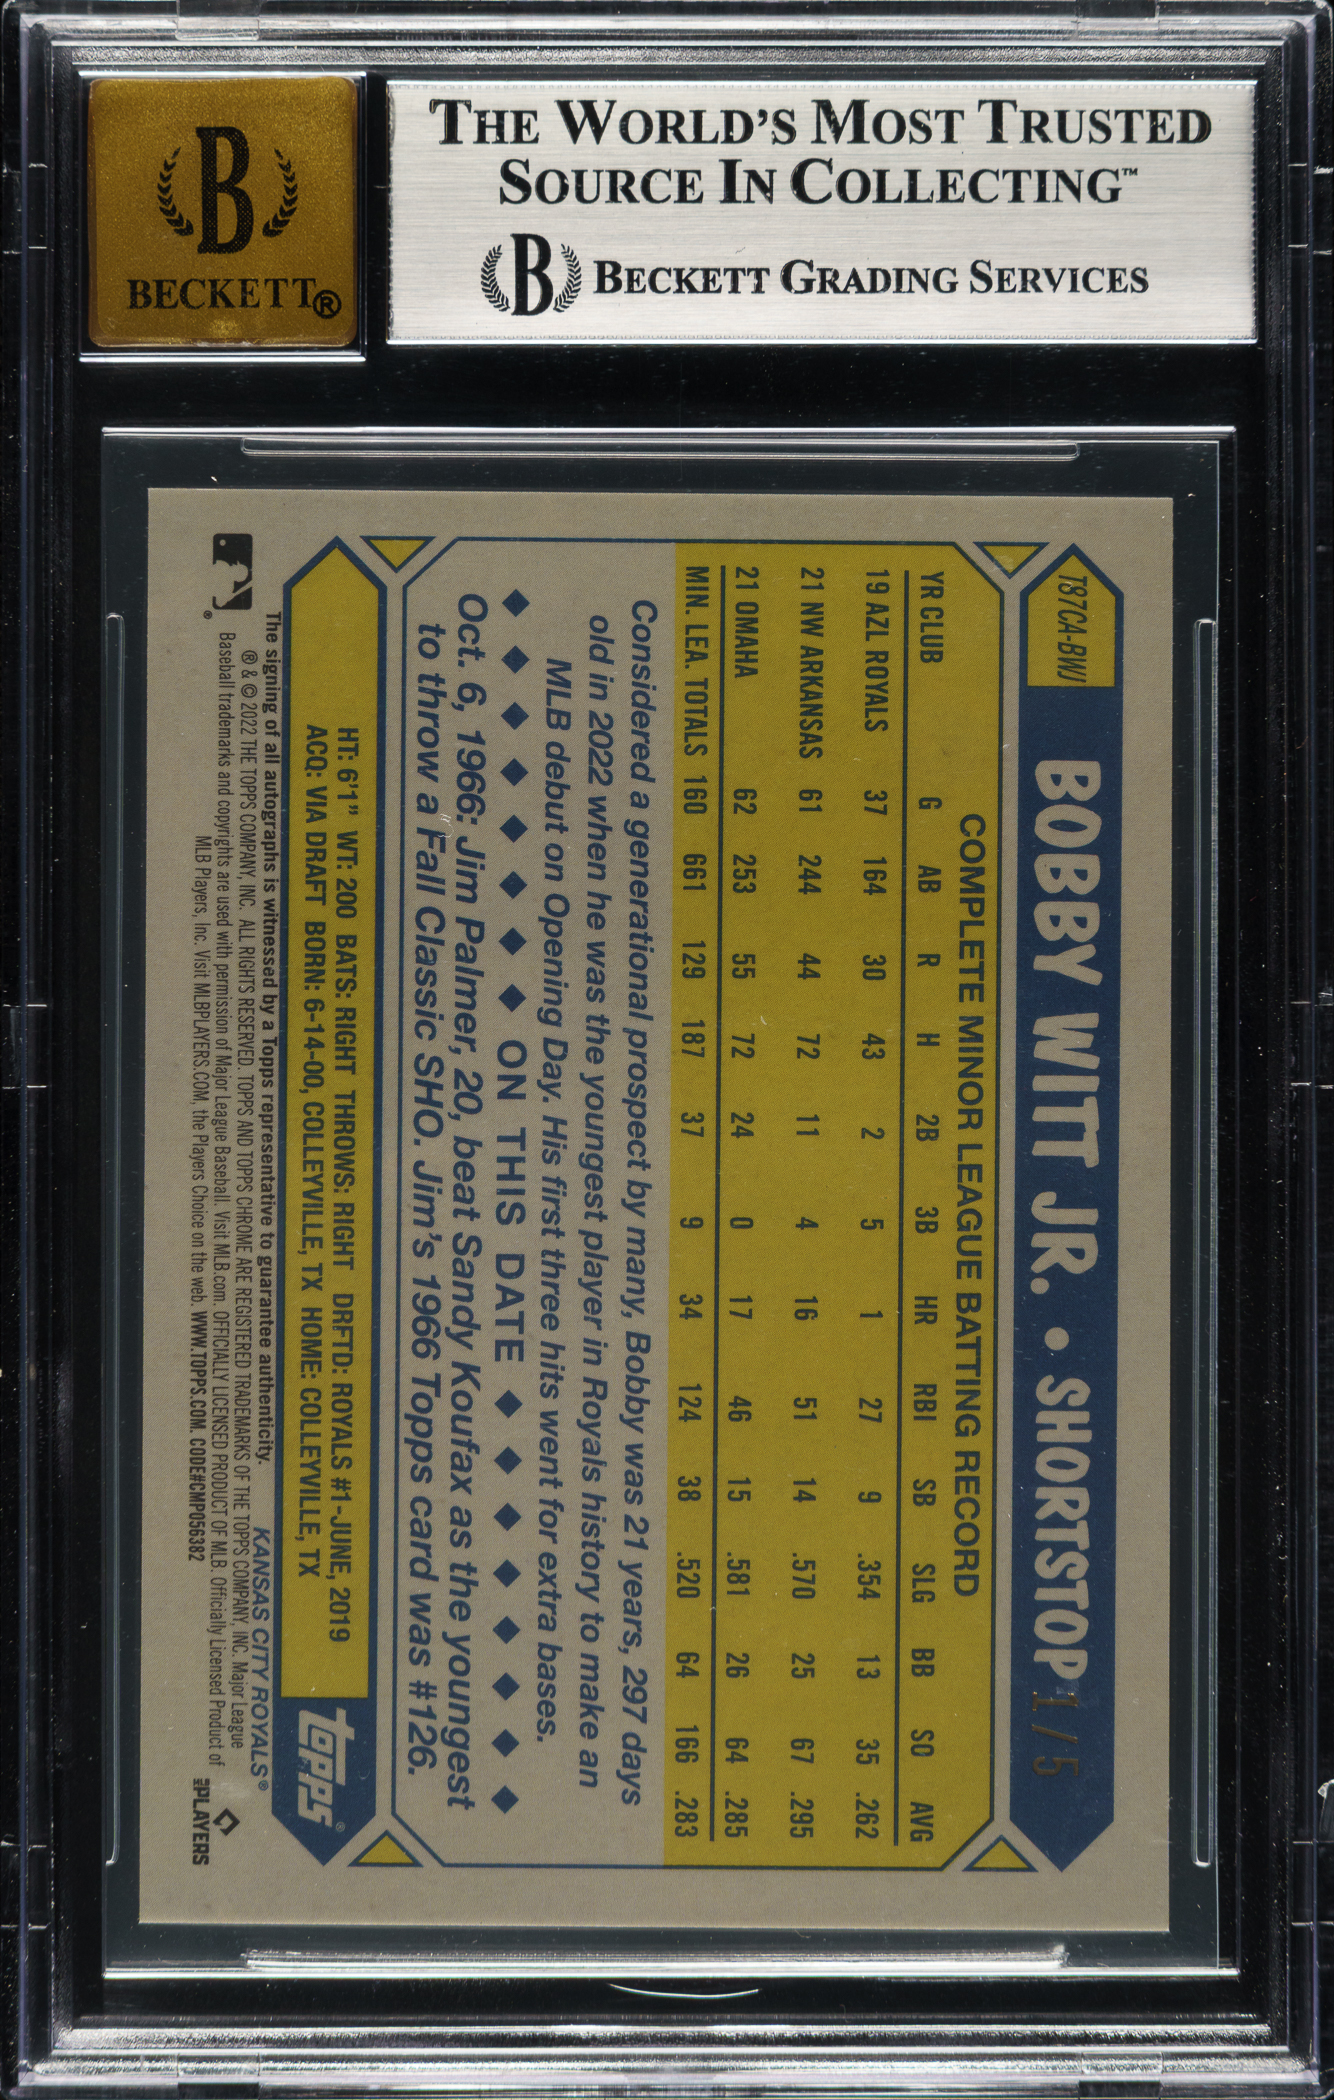 B
BECKETT®
THE WORLD'S MOST TRUSTED
SOURCE IN COLLECTING™
B BECKETT GRADING SERVICES
T87CA-BWJ
BOBBY WITT JR. • SHORTSTOP 1/5
COMPLETE MINOR LEAGUE BATTING RECORD
YR CLUB G AB R H 2B 3B HR RBI SB SLG BB SO AVG
19 AZL ROYALS 37 164 30 43 2 5 1 27 9 .354 13 35 .262
21 NW ARKANSAS 61 244 44 72 11 4 16 51 14 .570 25 67 .295
21 OMAHA 62 253 55 72 24 0 17 46 15 .581 26 64 .285
MIN. LEA. TOTALS 160 661 129 187 37 9 34 124 38 .520 64 166 .283
Considered a generational prospect by many, Bobby was 21 years, 297 days
old in 2022 when he was the youngest player in Royals history to make an
MLB debut on Opening Day. His first three hits went for extra bases.
◆ ◆ ◆ ◆ ◆ ◆ ◆ ◆ ON THIS DATE ◆ ◆ ◆ ◆ ◆ ◆ ◆ ◆
Oct. 6, 1966: Jim Palmer, 20, beat Sandy Koufax as the youngest
to throw a Fall Classic SHO. Jim's 1966 Topps card was #126.
HT: 6'1" WT: 200 BATS: RIGHT THROWS: RIGHT DRFTD: ROYALS #1-JUNE, 2019
ACQ: VIA DRAFT BORN: 6-14-00, COLLEYVILLE, TX HOME: COLLEYVILLE, TX
topps®
KANSAS CITY ROYALS®
The signing of all autographs is witnessed by a Topps representative to guarantee authenticity.
® & © 2022 THE TOPPS COMPANY, INC. ALL RIGHTS RESERVED. TOPPS AND TOPPS CHROME ARE REGISTERED TRADEMARKS OF THE TOPPS COMPANY, INC. Major League
Baseball trademarks and copyrights are used with permission of Major League Baseball. Visit MLB.com. OFFICIALLY LICENSED PRODUCT OF MLB. Officially Licensed Product of
MLB Players, Inc. Visit MLBPLAYERS.COM, the Players Choice on the web. WWW.TOPPS.COM. CODE#CMP056382
®
MLB PLAYERS